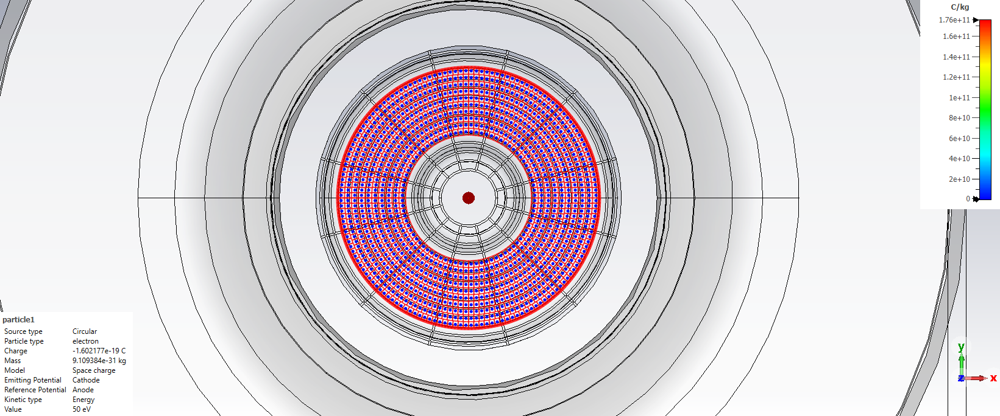 C/kg
1.76e+11
1.6e+11
1.4e+11
1.2e+11
1e+11
8e+10
6e+10
4e+10
2e+10
0
particle1
Source type Circular
Particle type electron
Charge -1.602177e-19 C
Mass 9.109384e-31 kg
Model Space charge
Emitting Potential Cathode
Reference Potential Anode
Kinetic type Energy
Value 50 eV
y
z x